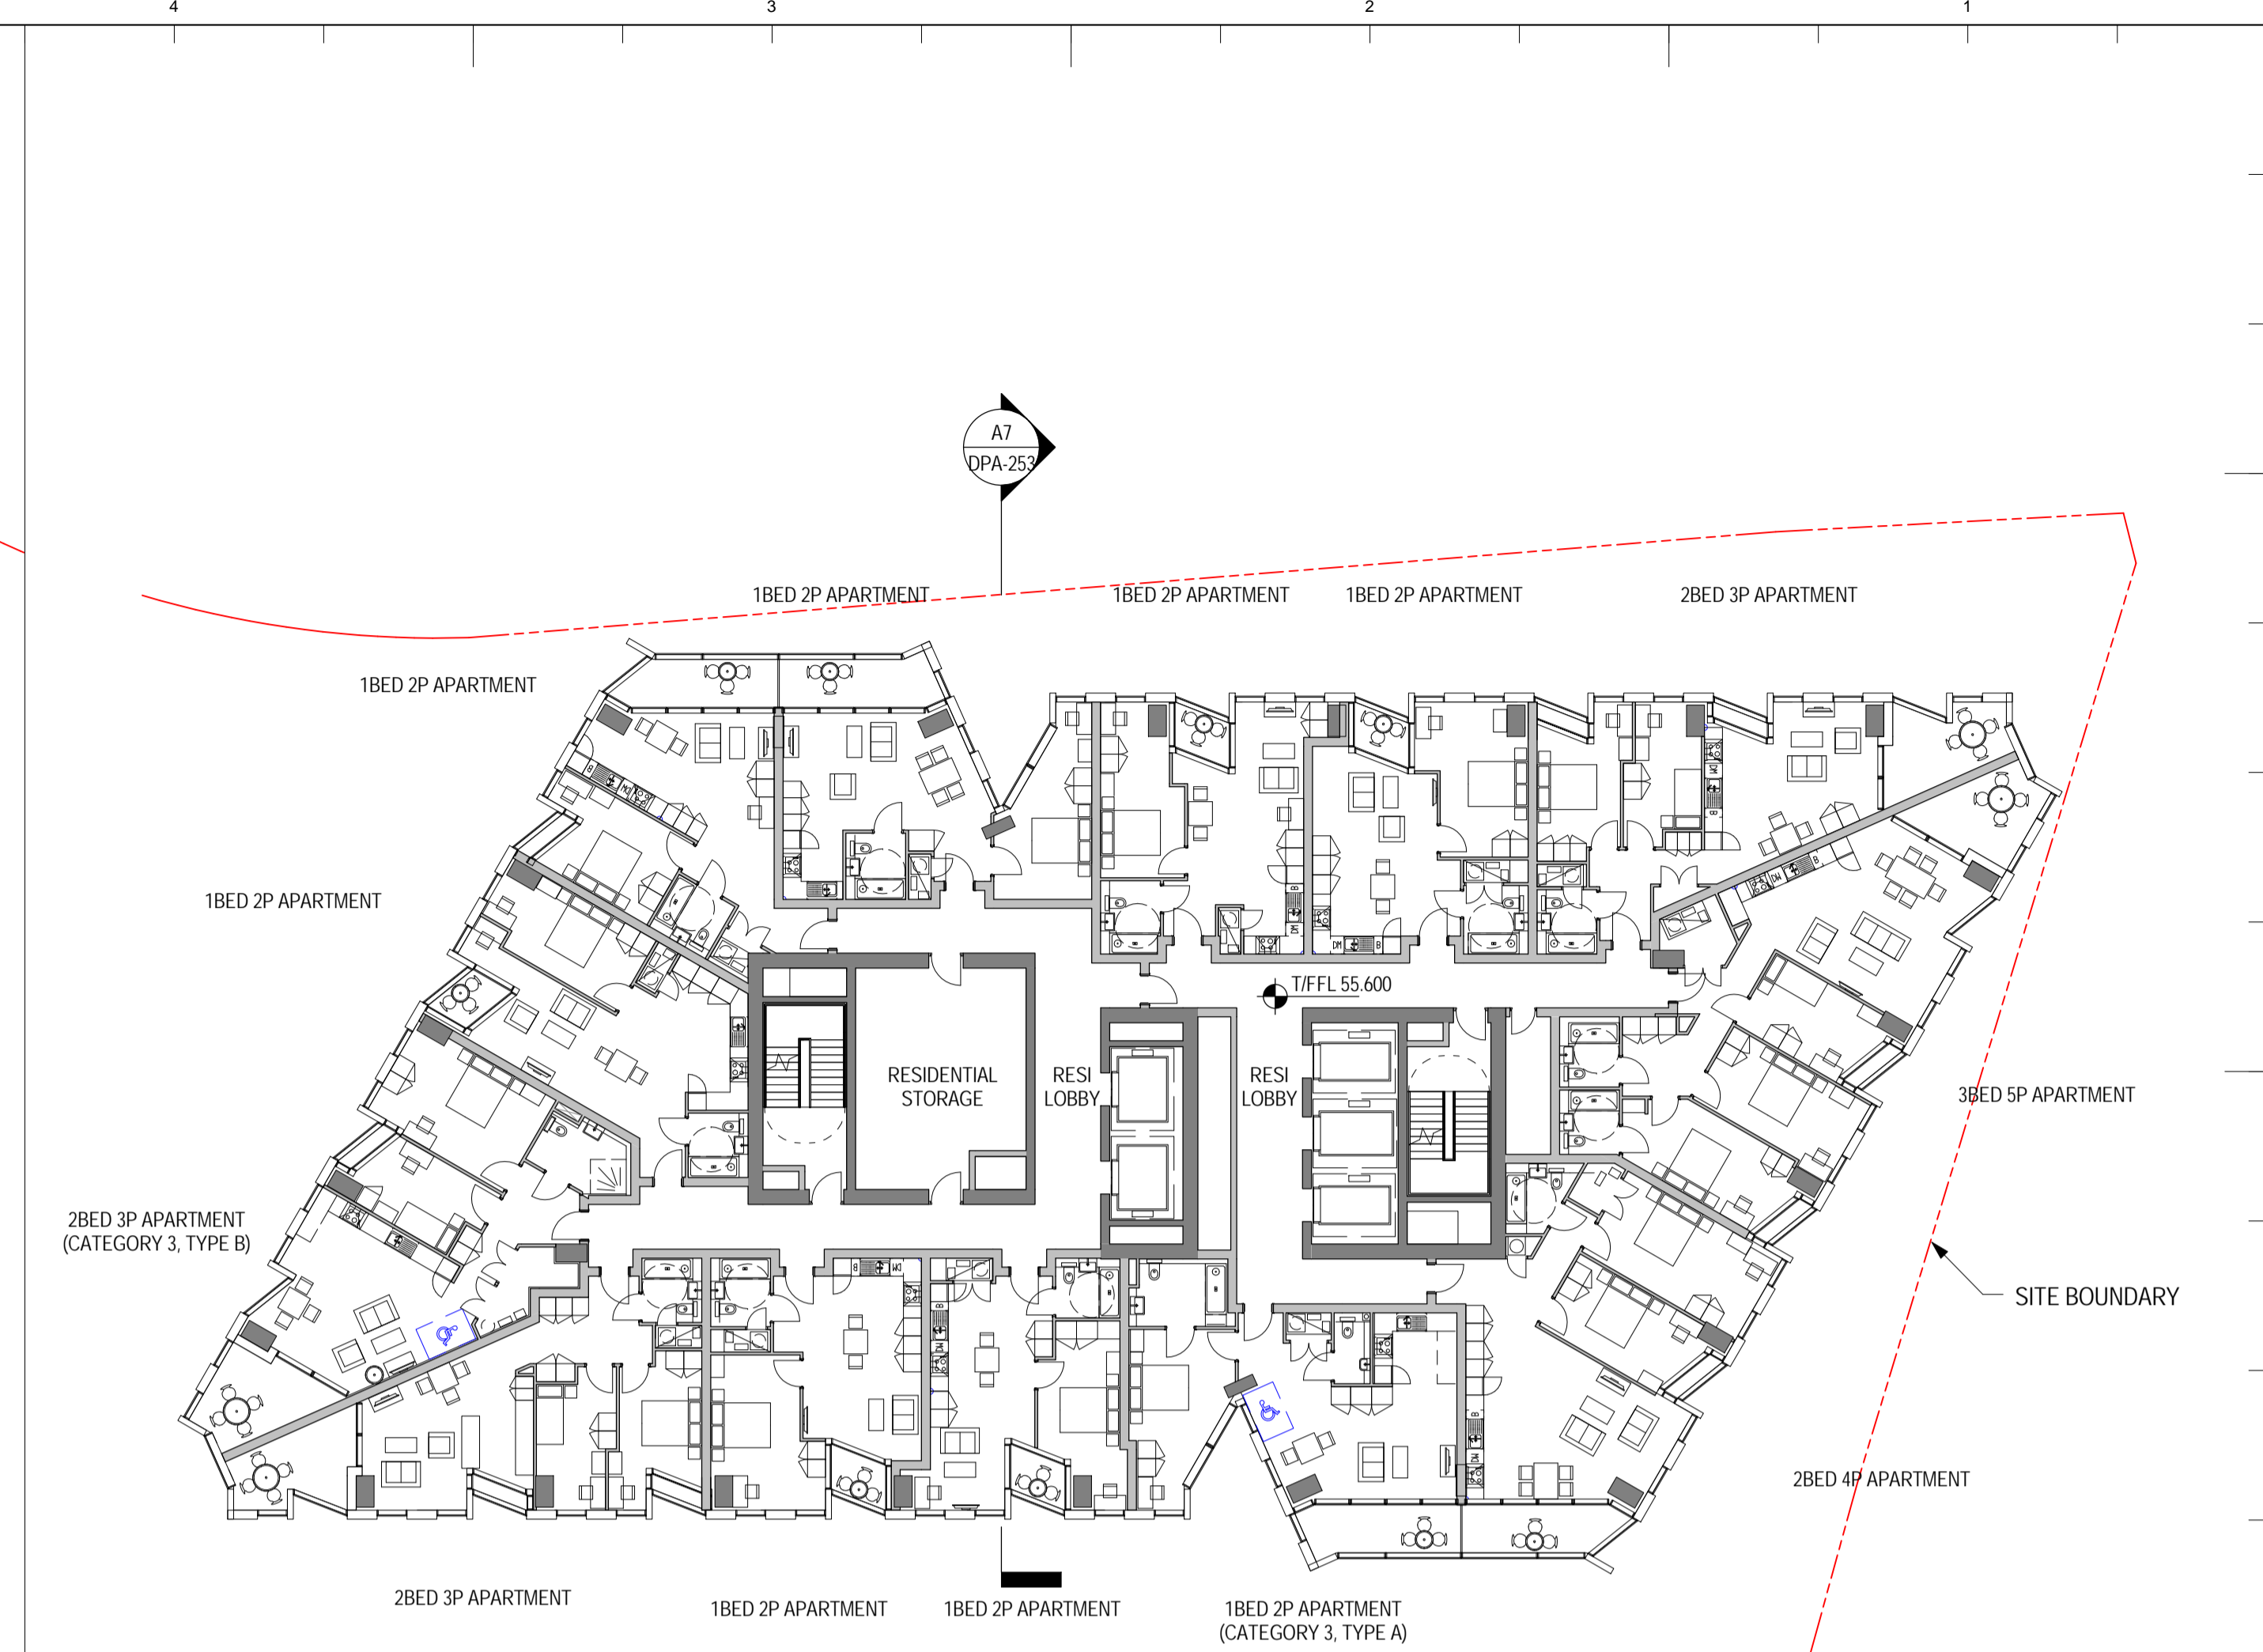 4
3
2
1
A7
DPA-253
1BED 2P APARTMENT
1BED 2P APARTMENT
1BED 2P APARTMENT
2BED 3P APARTMENT
1BED 2P APARTMENT
1BED 2P APARTMENT
T/FFL 55.600
RESIDENTIAL
STORAGE
RESI
LOBBY
RESI
LOBBY
3BED 5P APARTMENT
2BED 3P APARTMENT
(CATEGORY 3, TYPE B)
SITE BOUNDARY
2BED 4P APARTMENT
2BED 3P APARTMENT
1BED 2P APARTMENT
1BED 2P APARTMENT
1BED 2P APARTMENT
(CATEGORY 3, TYPE A)